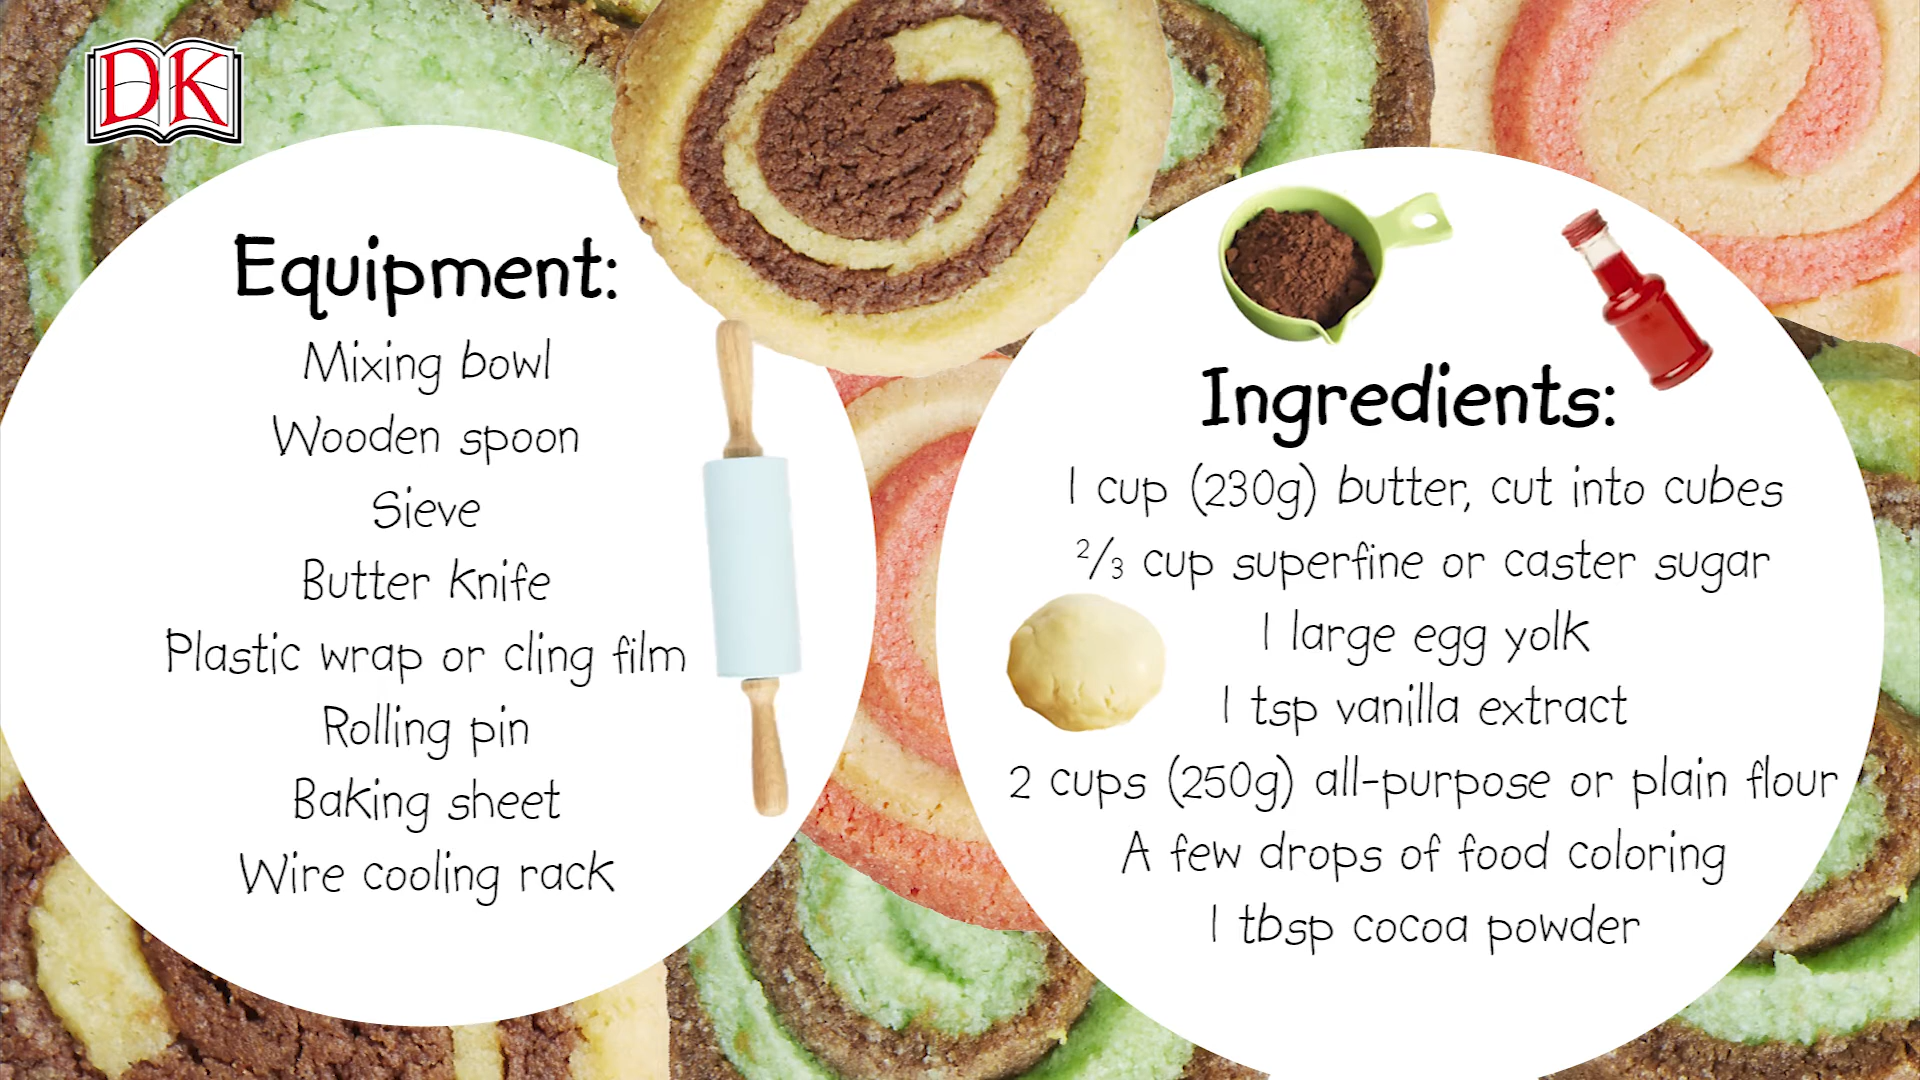 DK
Equipment:
Mixing bowl
Wooden spoon
Sieve
Butter knife
Plastic wrap or cling film
Rolling pin
Baking sheet
Wire cooling rack
Ingredients:
1 cup (230g) butter, cut into cubes
2/3 cup superfine or caster sugar
1 large egg yolk
1 tsp vanilla extract
2 cups (250g) all-purpose or plain flour
A few drops of food coloring
1 tbsp cocoa powder